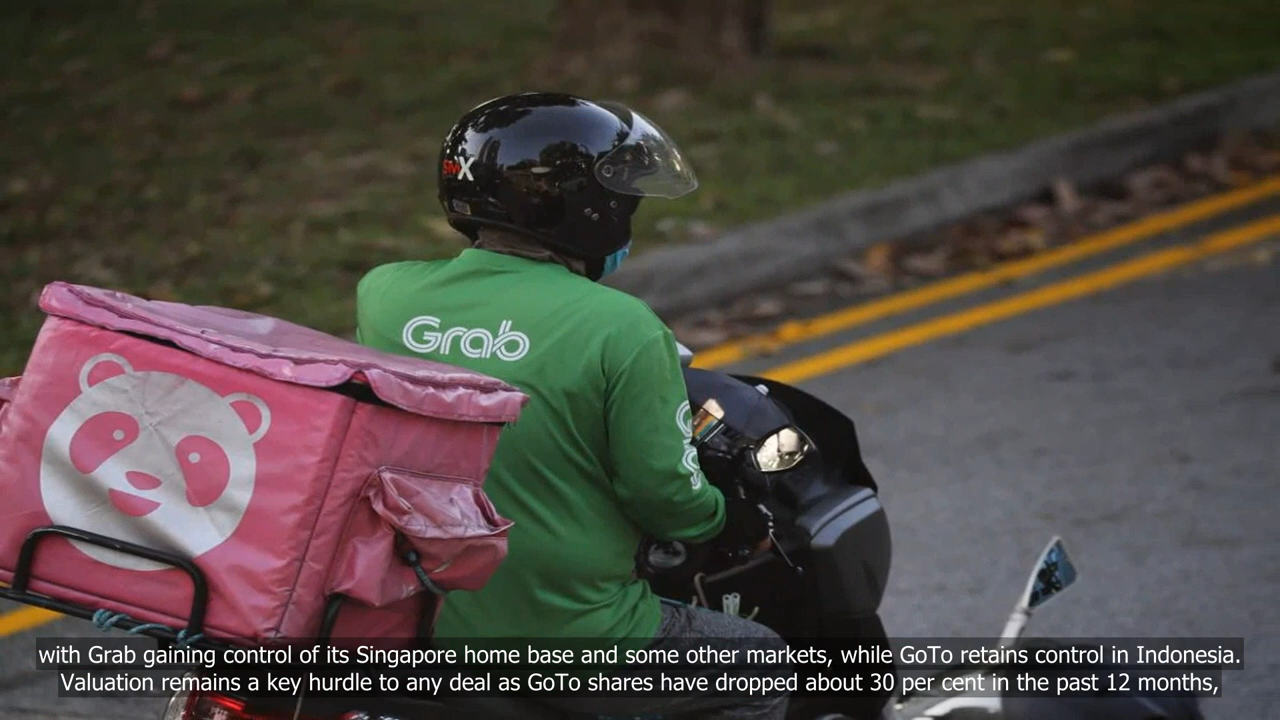 SMX
Grab
with Grab gaining control of its Singapore home base and some other markets, while GoTo retains control in Indonesia.
Valuation remains a key hurdle to any deal as GoTo shares have dropped about 30 per cent in the past 12 months,